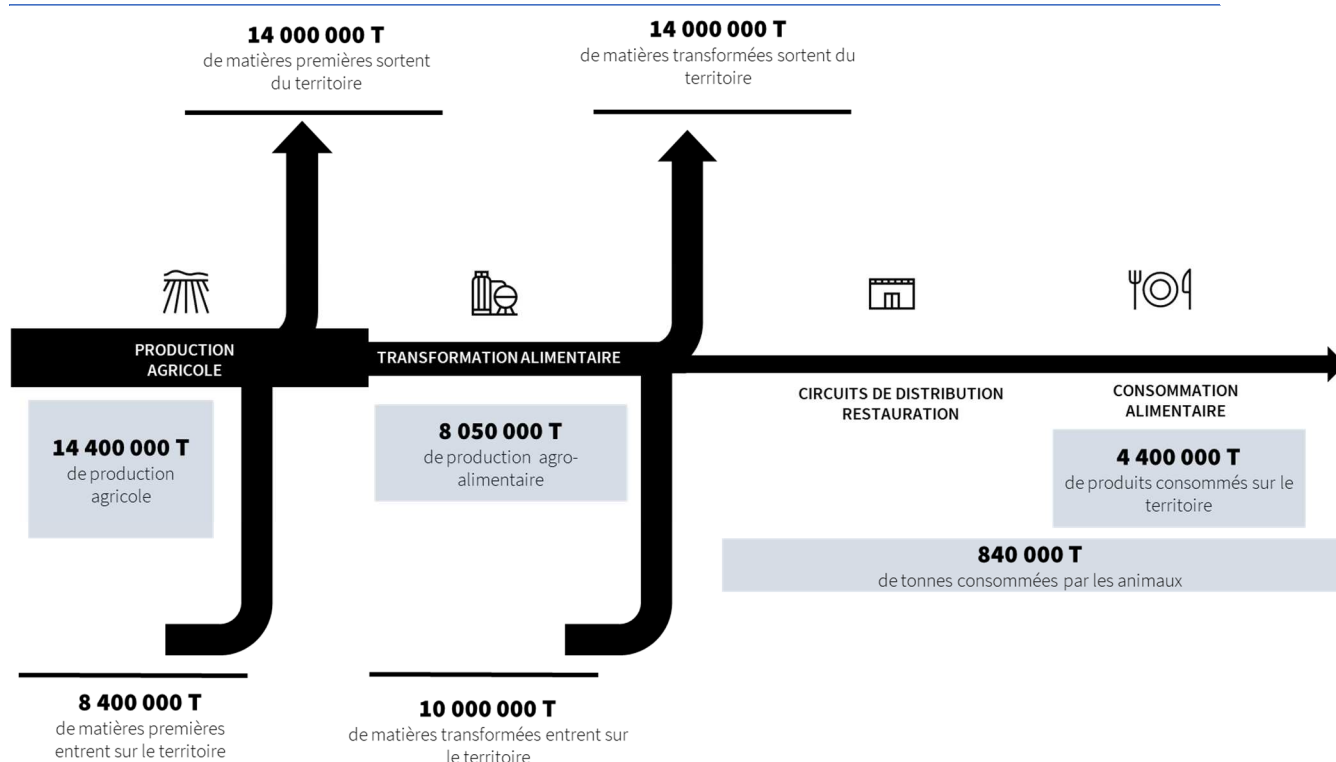 14 000 000 T
de matières premières sortent
du territoire
14 000 000 T
de matières transformées sortent du
territoire
PRODUCTION
AGRICOLE
TRANSFORMATION ALIMENTAIRE
CIRCUITS DE DISTRIBUTION
RESTAURATION
CONSOMMATION
ALIMENTAIRE
14 400 000 T
de production
agricole
8 050 000 T
de production agro-
alimentaire
4 400 000 T
de produits consommés sur le
territoire
840 000 T
de tonnes consommées par les animaux
8 400 000 T
de matières premières
entrent sur le territoire
10 000 000 T
de matières transformées entrent sur
le territoire